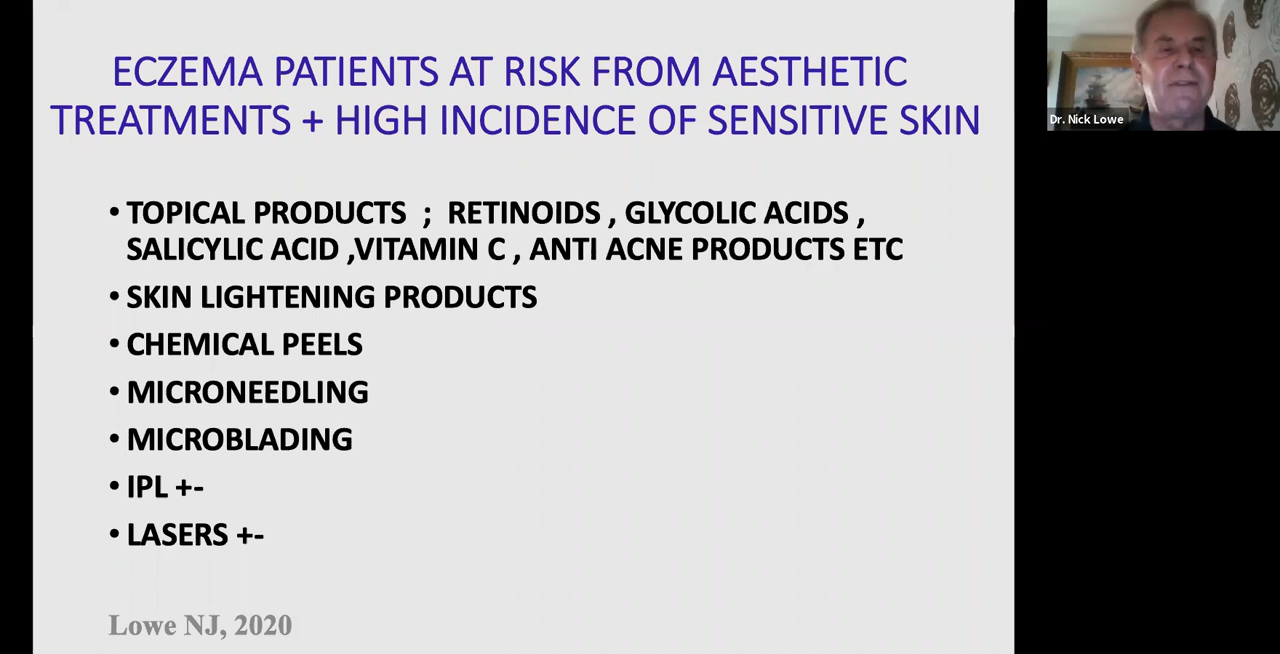 ECZEMA PATIENTS AT RISK FROM AESTHETIC
TREATMENTS + HIGH INCIDENCE OF SENSITIVE SKIN
• TOPICAL PRODUCTS ; RETINOIDS , GLYCOLIC ACIDS ,
SALICYLIC ACID ,VITAMIN C , ANTI ACNE PRODUCTS ETC
• SKIN LIGHTENING PRODUCTS
• CHEMICAL PEELS
• MICRONEEDLING
• MICROBLADING
• IPL +-
• LASERS +-
Lowe NJ, 2020
Dr. Nick Lowe